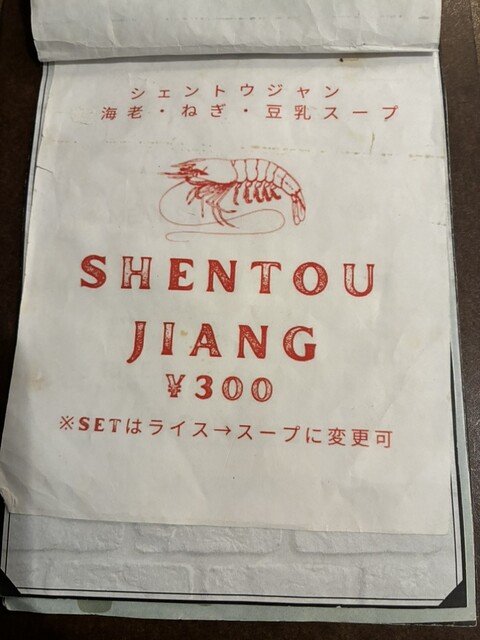 シェントウジャン
海老・ねぎ・豆乳スープ
SHENTOU
JIANG
¥300
※SETはライス→スープに変更可